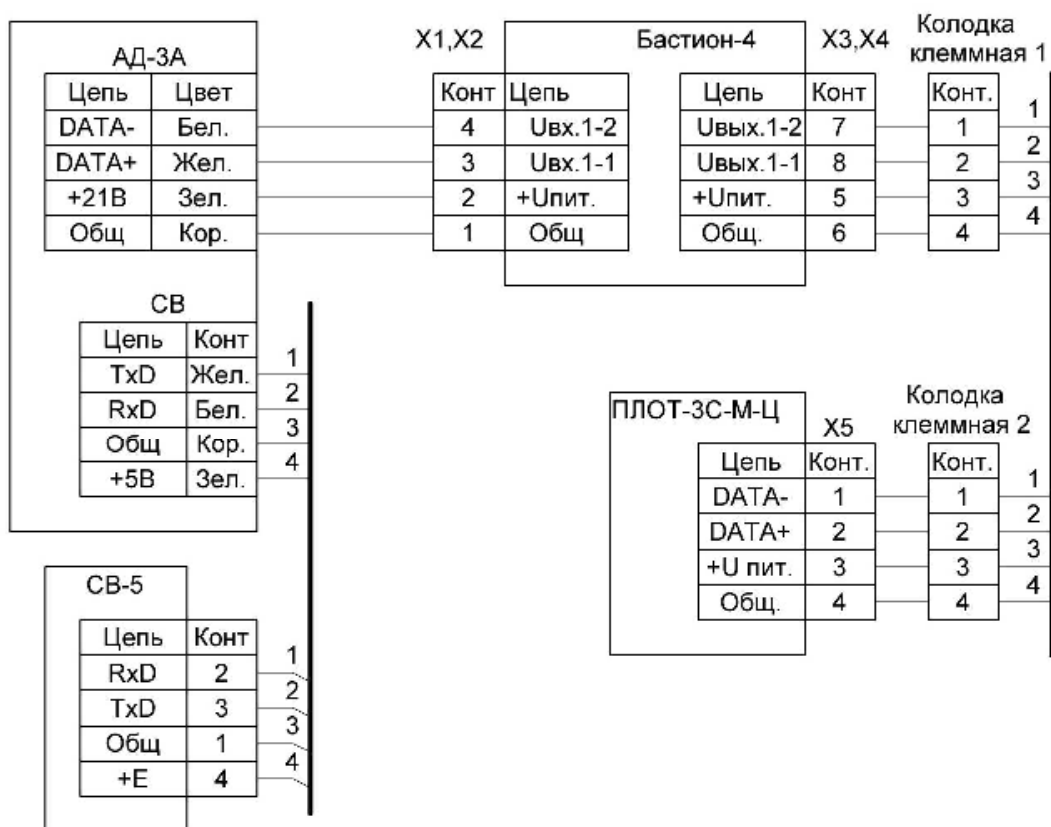 АД-3А
Цепь Цвет
DATA- Бел.
DATA+ Жел.
+21В Зел.
Общ Кор.
СВ
Цепь Конт
TxD Жел. 1
RxD Бел. 2
Общ Кор. 3
+5В Зел. 4
СВ-5
Цепь Конт
RxD 2 1
TxD 3 2
Общ 1 3
+Е 4 4
Х1,Х2 Бастион-4 Х3,Х4
Конт Цепь Цепь Конт
4 Uвх.1-2 Uвых.1-2 7
3 Uвх.1-1 Uвых.1-1 8
2 +Uпит. +Uпит. 5
1 Общ Общ. 6
Колодка
клеммная 1
Конт.
1 1
2 2
3 3
4 4
ПЛОТ-3С-М-Ц Х5
Цепь Конт.
DATA- 1
DATA+ 2
+U пит. 3
Общ. 4
Колодка
клеммная 2
Конт.
1 1
2 2
3 3
4 4